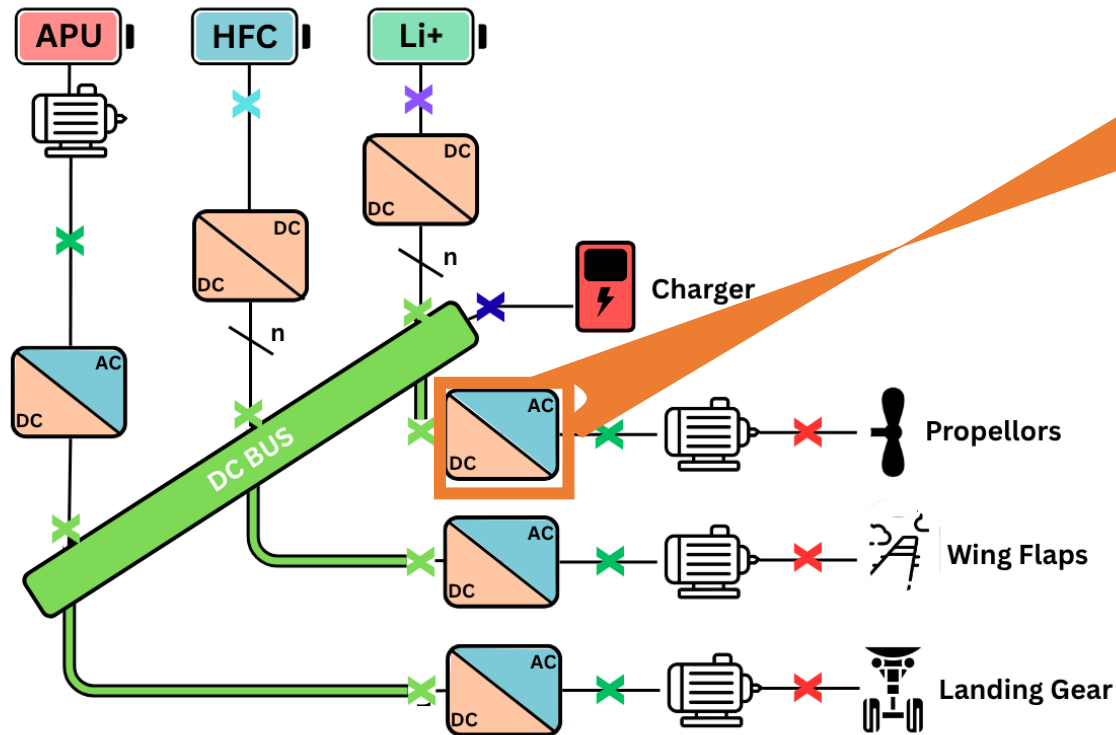 APU
HFC
Li+
DC
DC
DC
DC
n
n
Charger
AC
DC
DC BUS
AC
DC
Propellors
AC
DC
Wing Flaps
AC
DC
Landing Gear